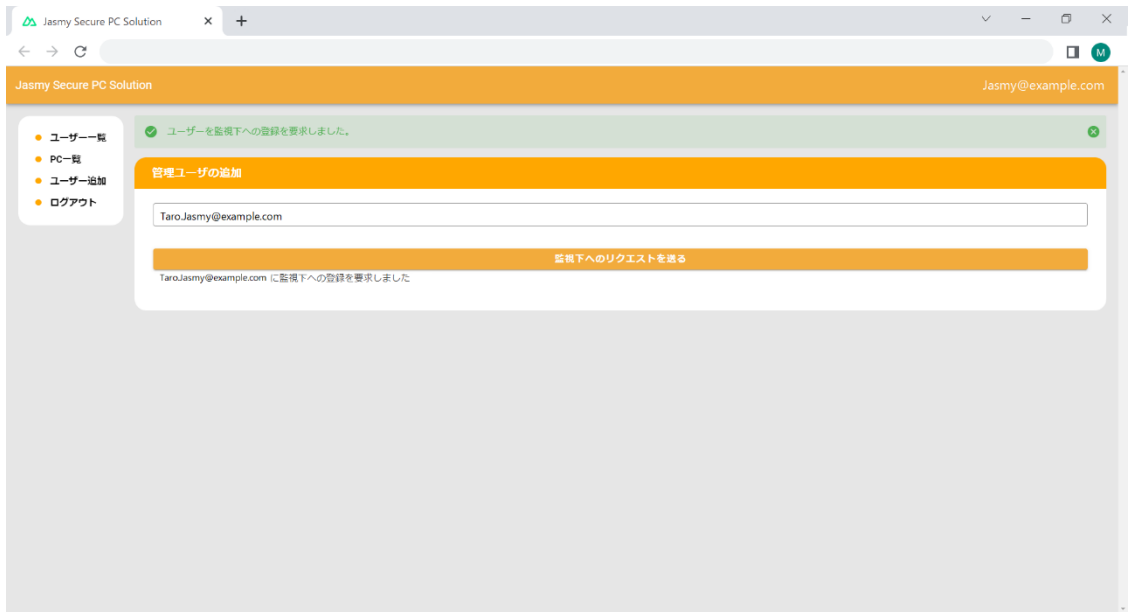 Jasmy Secure PC Solution
M
Jasmy Secure PC Solution
Jasmy@example.com
ユーザー一覧
PC一覧
ユーザー追加
ログアウト
ユーザーを監視下への登録を要求しました。
管理ユーザの追加
Taro.Jasmy@example.com
監視下へのリクエストを送る
Taro.Jasmy@example.com に監視下への登録を要求しました